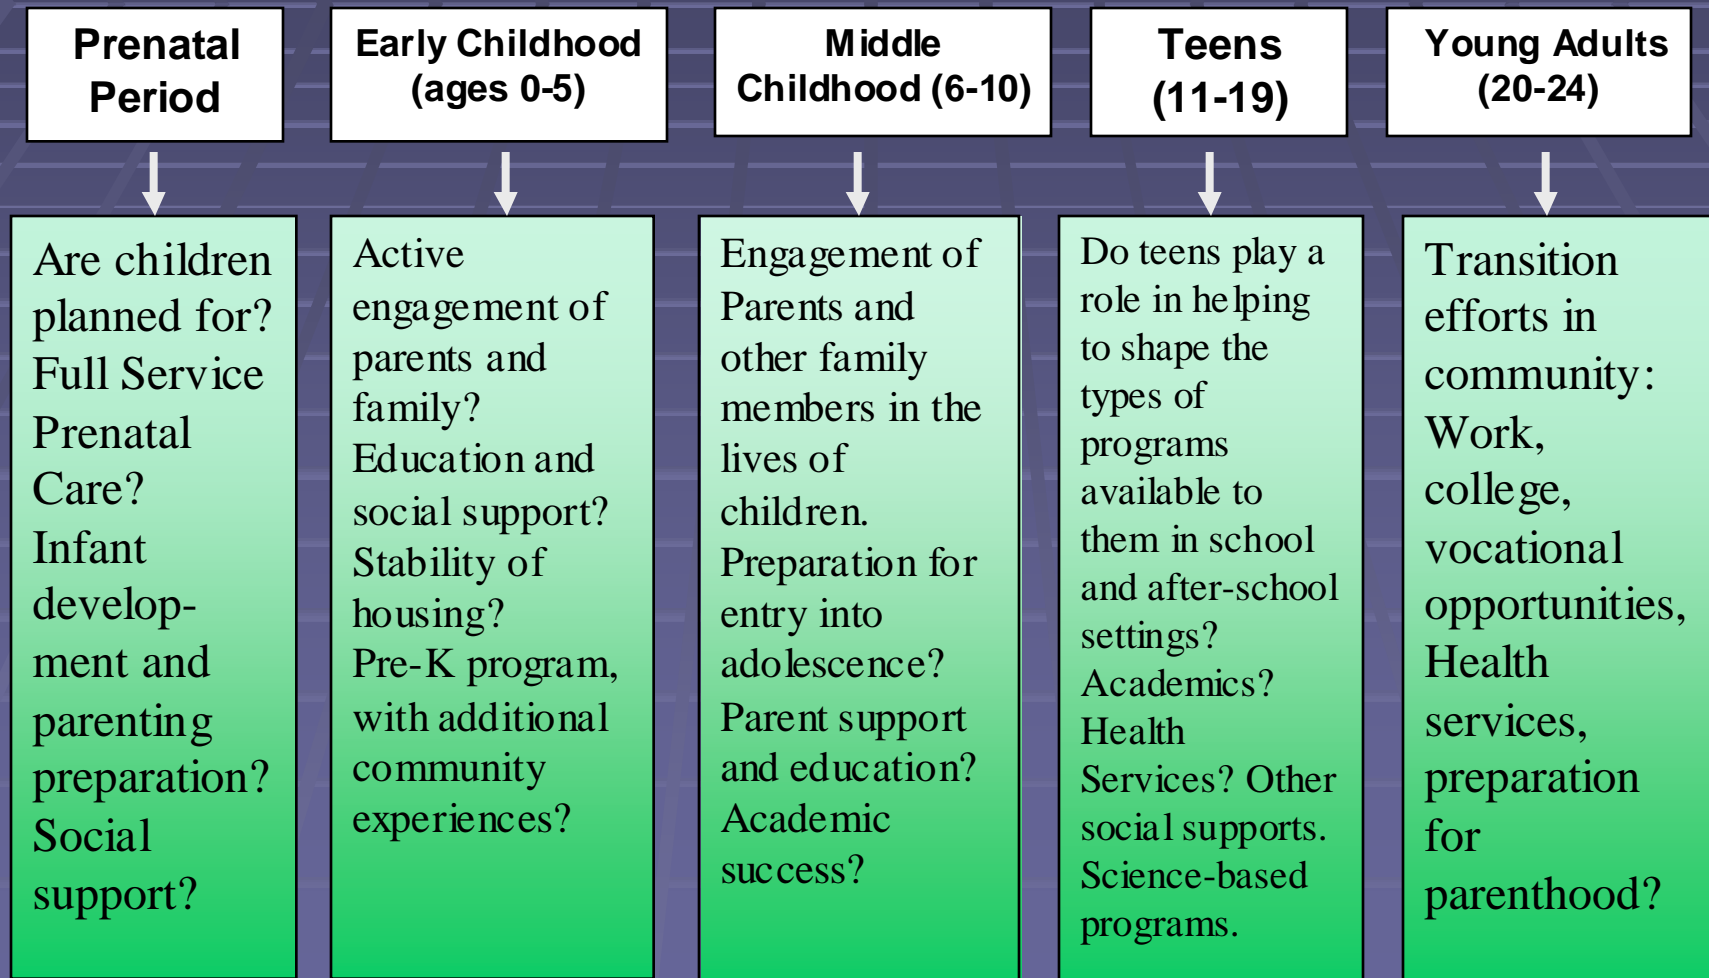 Prenatal
Period
Early Childhood
(ages 0-5)
Middle
Childhood (6-10)
Teens
(11-19)
Young Adults
(20-24)
Are children
planned for?
Full Service
Prenatal
Care?
Infant
develop-
ment and
parenting
preparation?
Social
support?
Active
engagement of
parents and
family?
Education and
social support?
Stability of
housing?
Pre-K program,
with additional
community
experiences?
Engagement of
Parents and
other family
members in the
lives of
children.
Preparation for
entry into
adolescence?
Parent support
and education?
Academic
success?
Do teens play a
role in helping
to shape the
types of
programs
available to
them in school
and after-school
settings?
Academics?
Health
Services? Other
social supports.
Science-based
programs.
Transition
efforts in
community:
Work,
college,
vocational
opportunities,
Health
services,
preparation
for
parenthood?